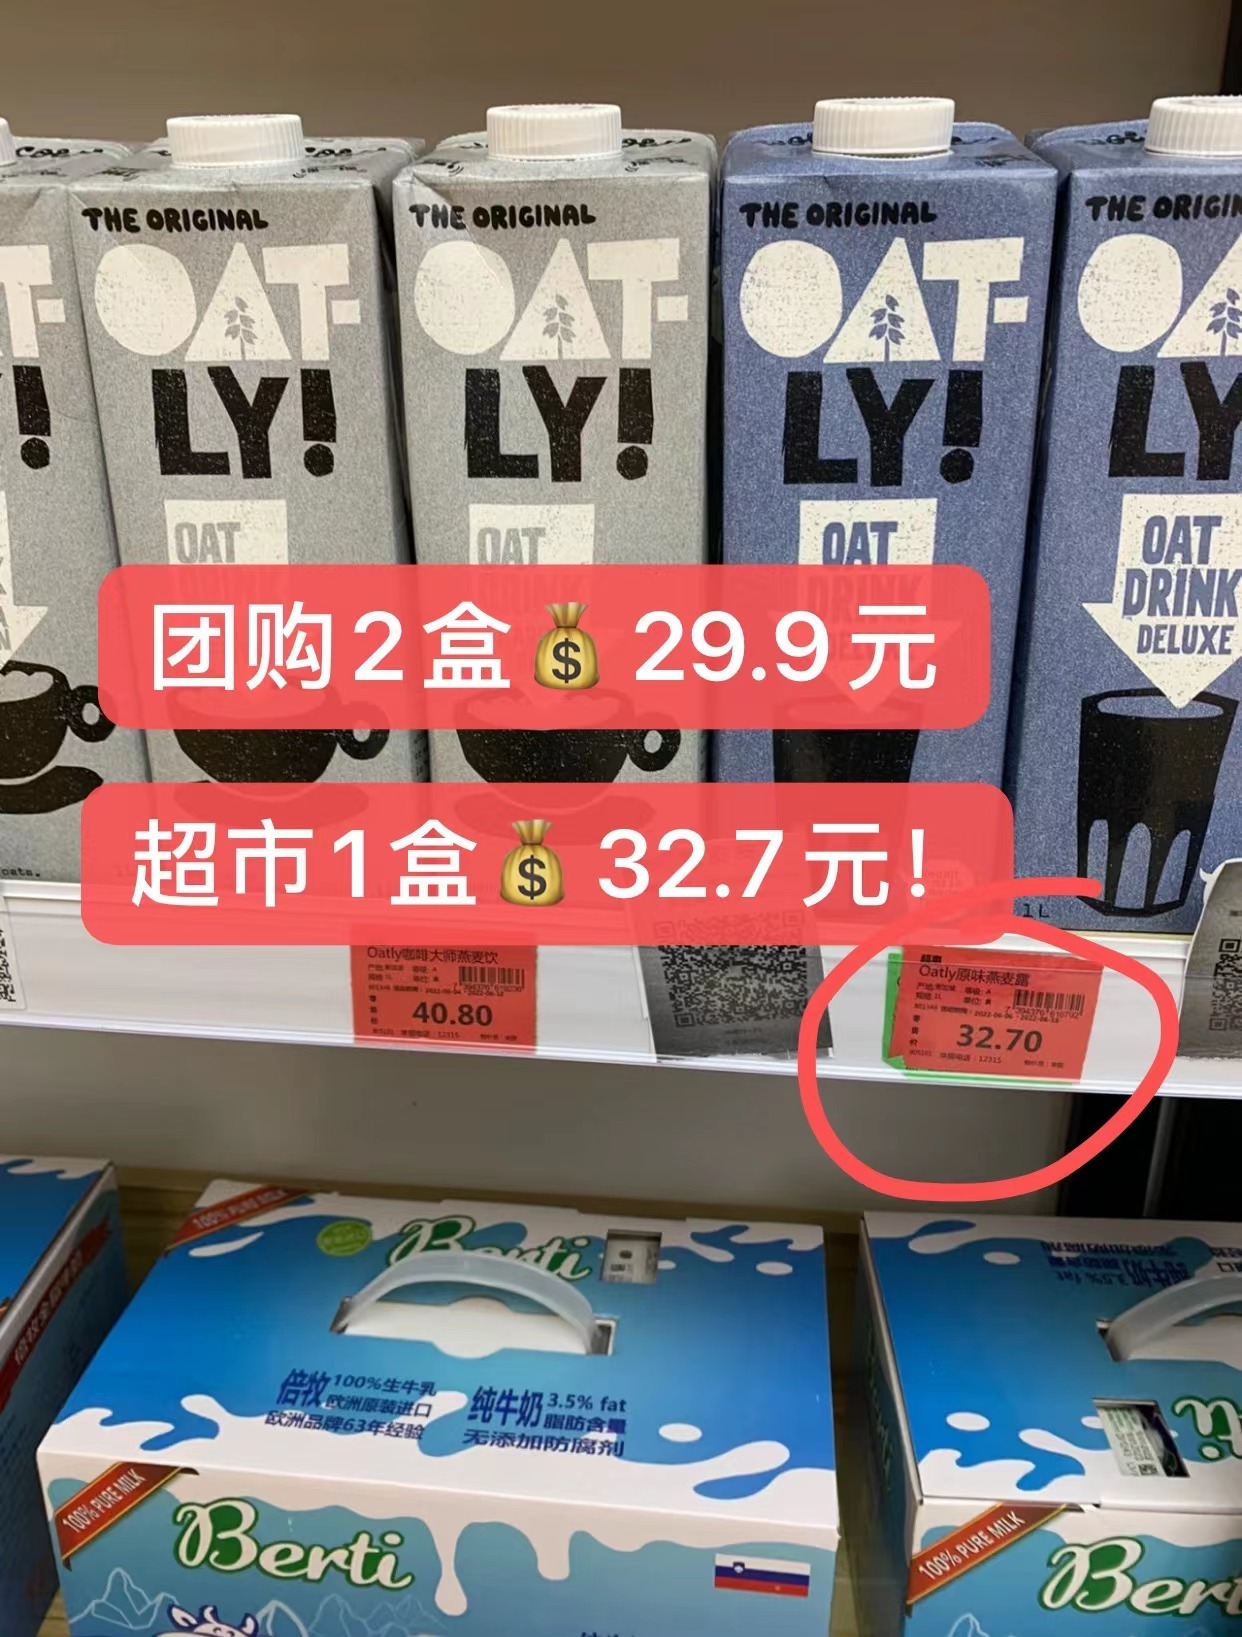 THE ORIGINAL
OAT-
LY!
THE ORIGINAL
OAT-
LY!
THE ORIGINAL
OAT-
LY!
OAT
OAT
OAT
DRINK
OAT
DRINK
DELUXE
团购2盒💰29.9元
超市1盒💰32.7元！
1L
Oatly咖啡大师燕麦饮
40.80
Oatly原味燕麦露
32.70
12315
12315
100% PURE MILK
Berti
倍牧 100%生牛乳
欧洲原装进口
欧洲品牌63年经验
纯牛奶 3.5% fat
脂肪含量
无添加防腐剂
100% PURE MILK
Berti
100% PURE MILK